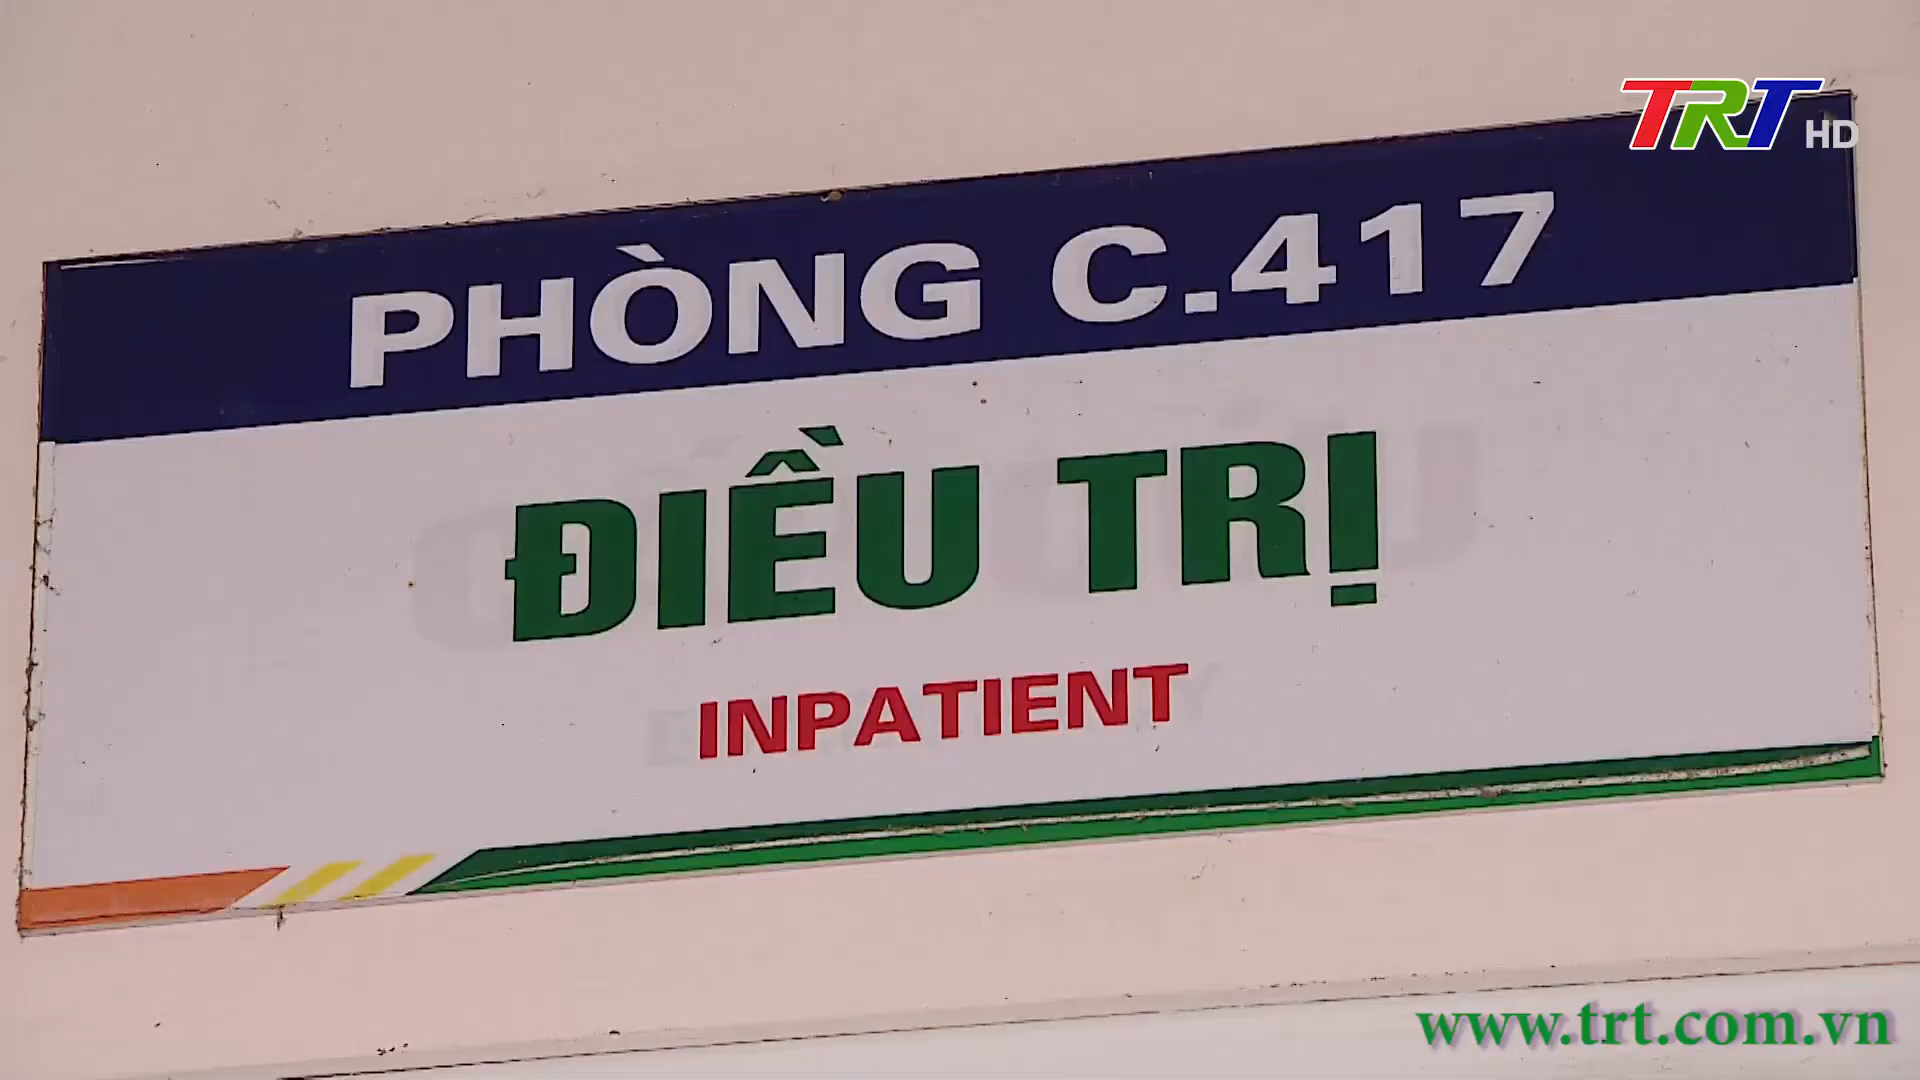 TRT HD
PHÒNG C.417
ĐIỀU TRỊ
INPATIENT
www.trt.com.vn